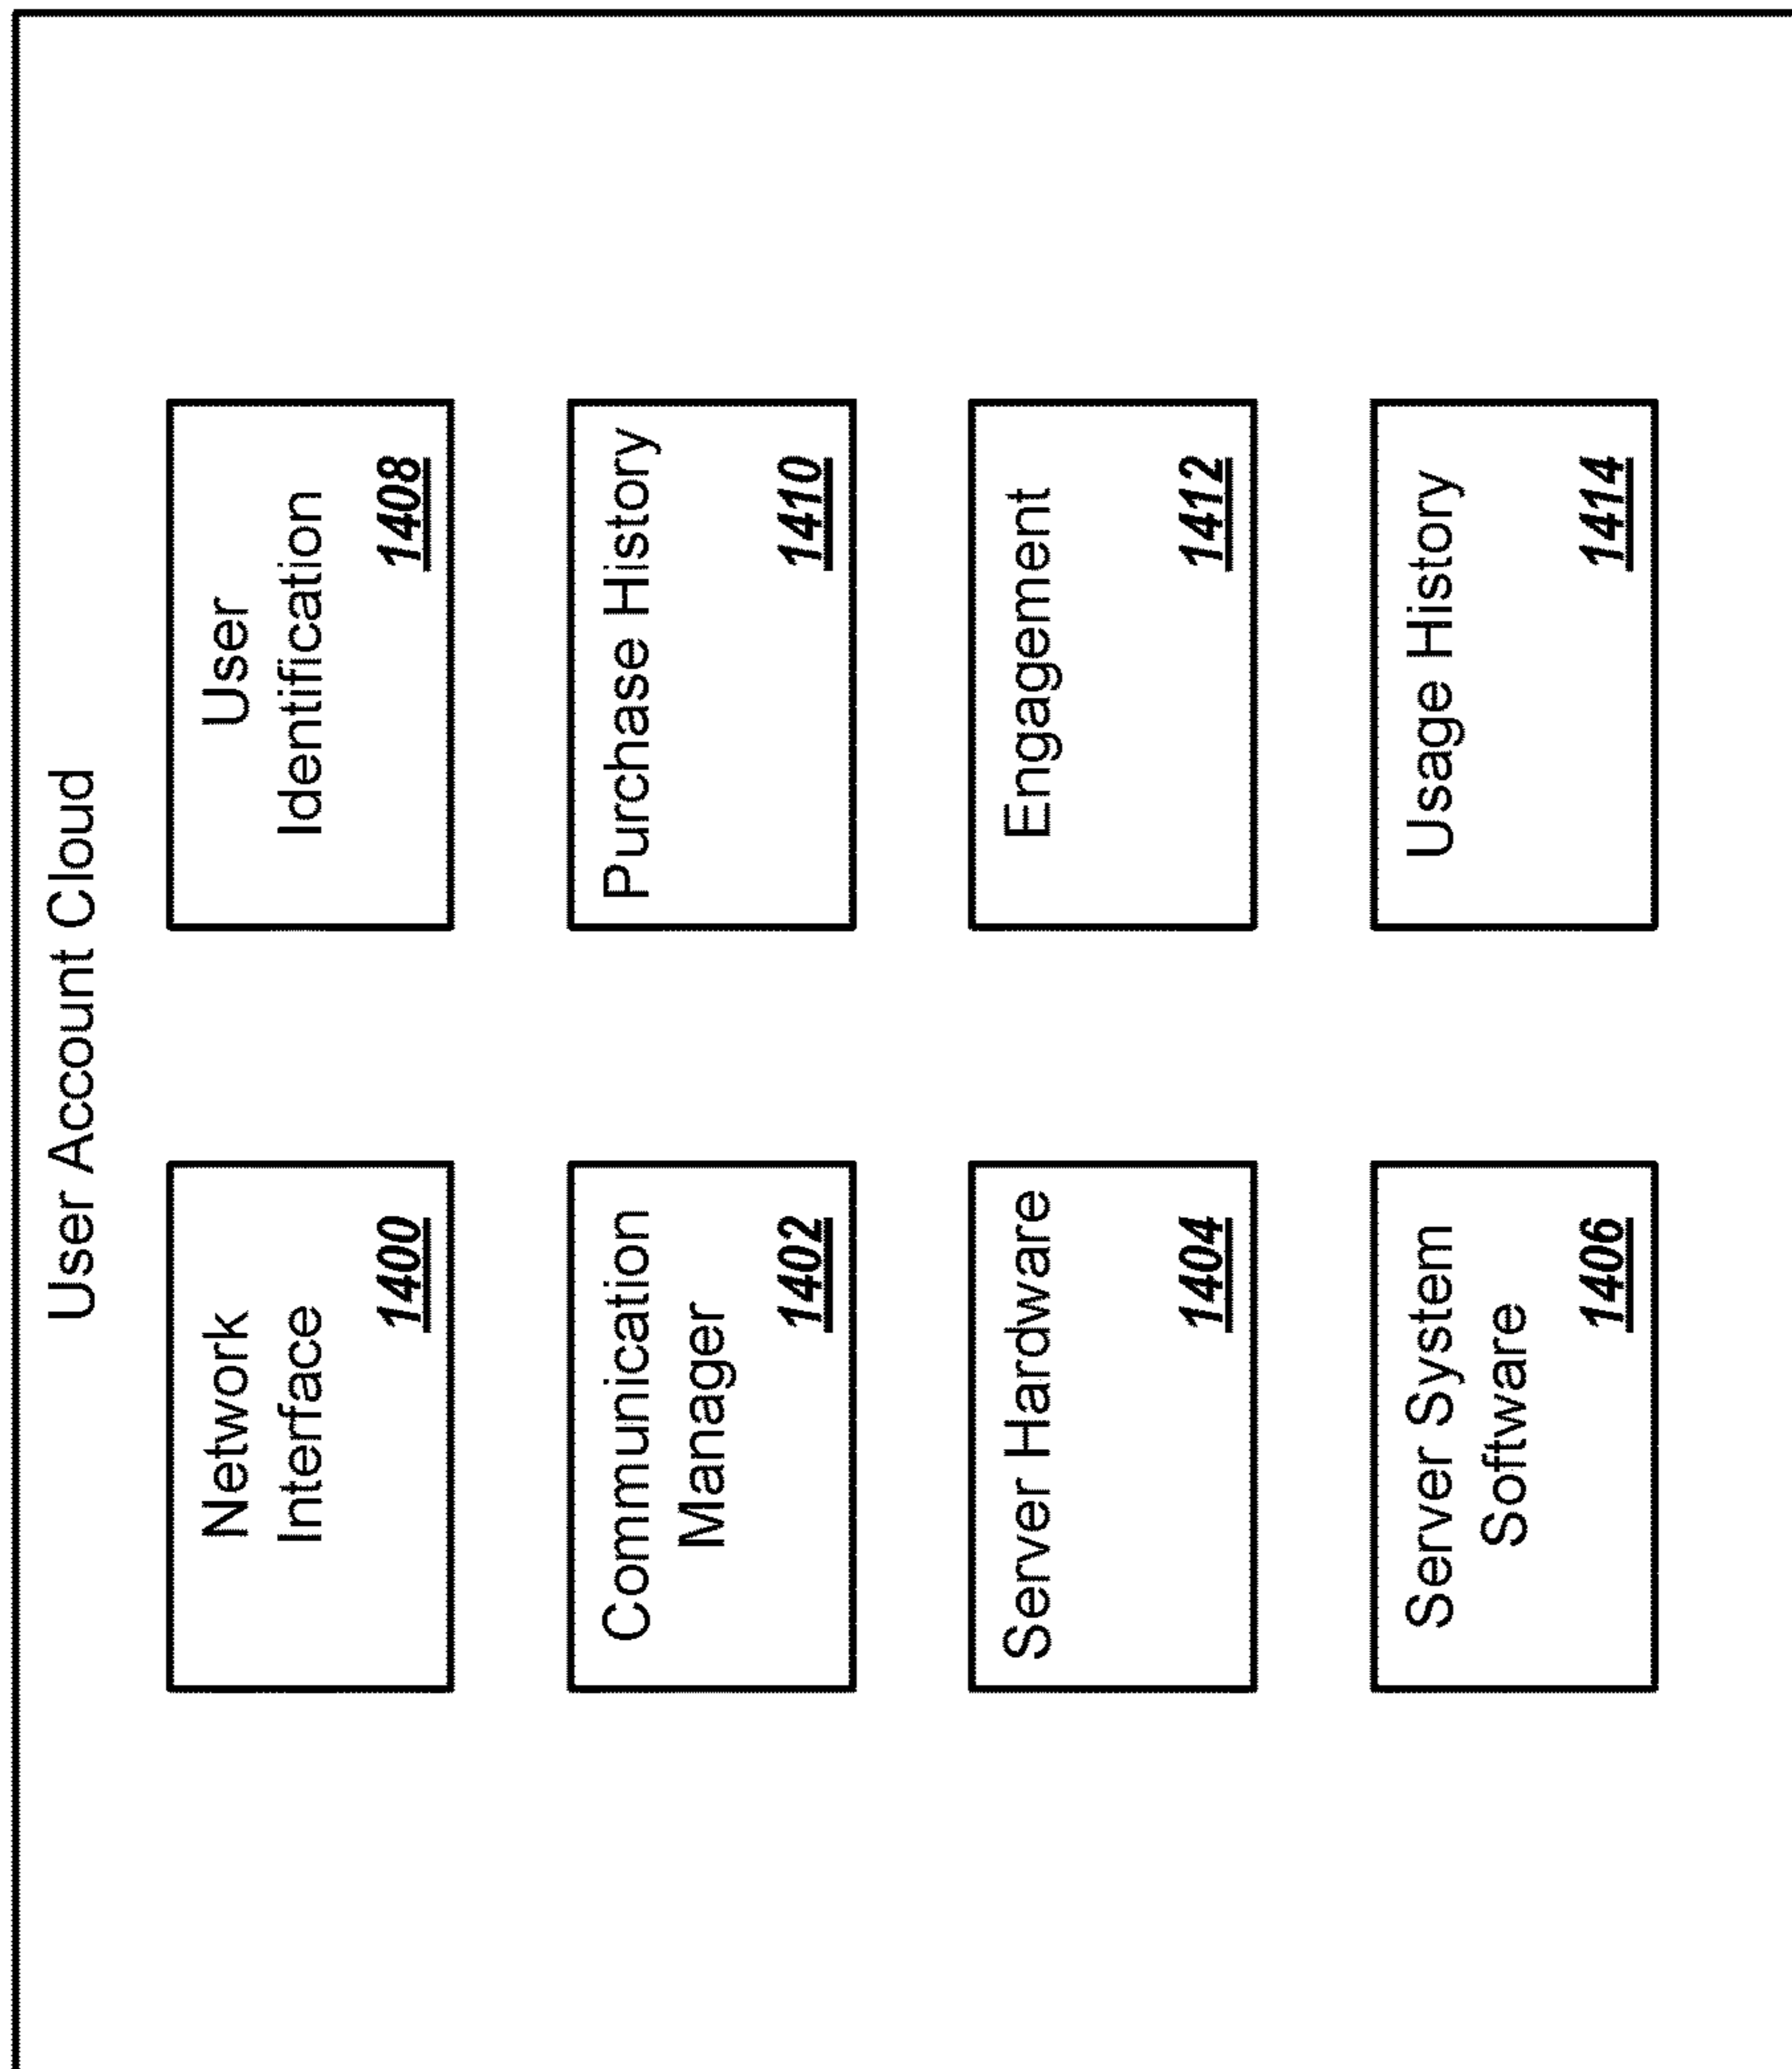 User Account Cloud
Network
Interface
1400
Communication
Manager
1402
Server Hardware
1404
Server System
Software
1406
User
Identification
1408
Purchase History
1410
Engagement
1412
Usage History
1414